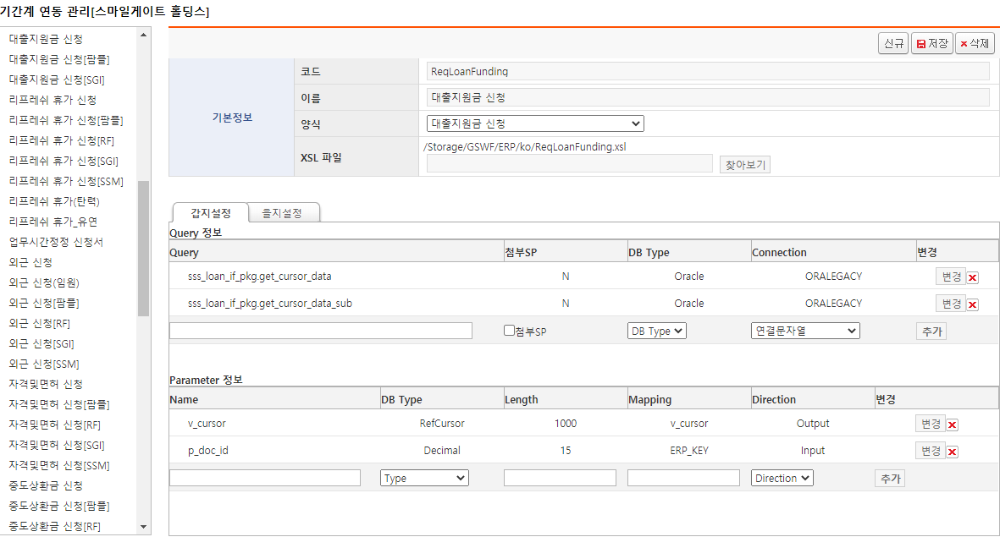 기간계 연동 관리[스마일게이트 홀딩스]
대출지원금 신청
대출지원금 신청[팜플]
대출지원금 신청[SGI]
리프레쉬 휴가 신청
리프레쉬 휴가 신청[팜플]
리프레쉬 휴가 신청[RF]
리프레쉬 휴가 신청[SGI]
리프레쉬 휴가 신청[SSM]
리프레쉬 휴가(탄력)
리프레쉬 휴가_유연
업무시간정정 신청서
외근 신청
외근 신청(임원)
외근 신청[팜플]
외근 신청[RF]
외근 신청[SGI]
외근 신청[SSM]
자격및면허 신청
자격및면허 신청[팜플]
자격및면허 신청[RF]
자격및면허 신청[SGI]
자격및면허 신청[SSM]
중도상환금 신청
중도상환금 신청[팜플]
중도상환금 신청[RF]
신규 저장 삭제
기본정보
코드 ReqLoanFunding
이름 대출지원금 신청
양식 대출지원금 신청
XSL 파일 /Storage/GSWF/ERP/ko/ReqLoanFunding.xsl
찾아보기
갑지설정 을지설정
Query 정보
Query 첨부SP DB Type Connection 변경
sss_loan_if_pkg.get_cursor_data N Oracle ORALEGACY 변경
sss_loan_if_pkg.get_cursor_data_sub N Oracle ORALEGACY 변경
첨부SP DB Type 연결문자열 추가
Parameter 정보
Name DB Type Length Mapping Direction 변경
v_cursor RefCursor 1000 v_cursor Output 변경
p_doc_id Decimal 15 ERP_KEY Input 변경
Type Direction 추가